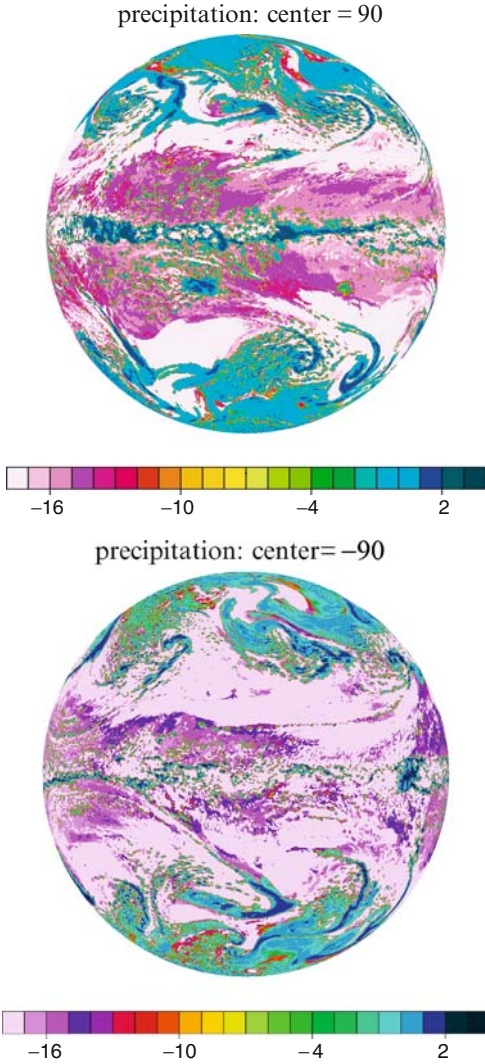 precipitation: center = 90
−16 −10 −4 2
precipitation: center= −90
−16 −10 −4 2